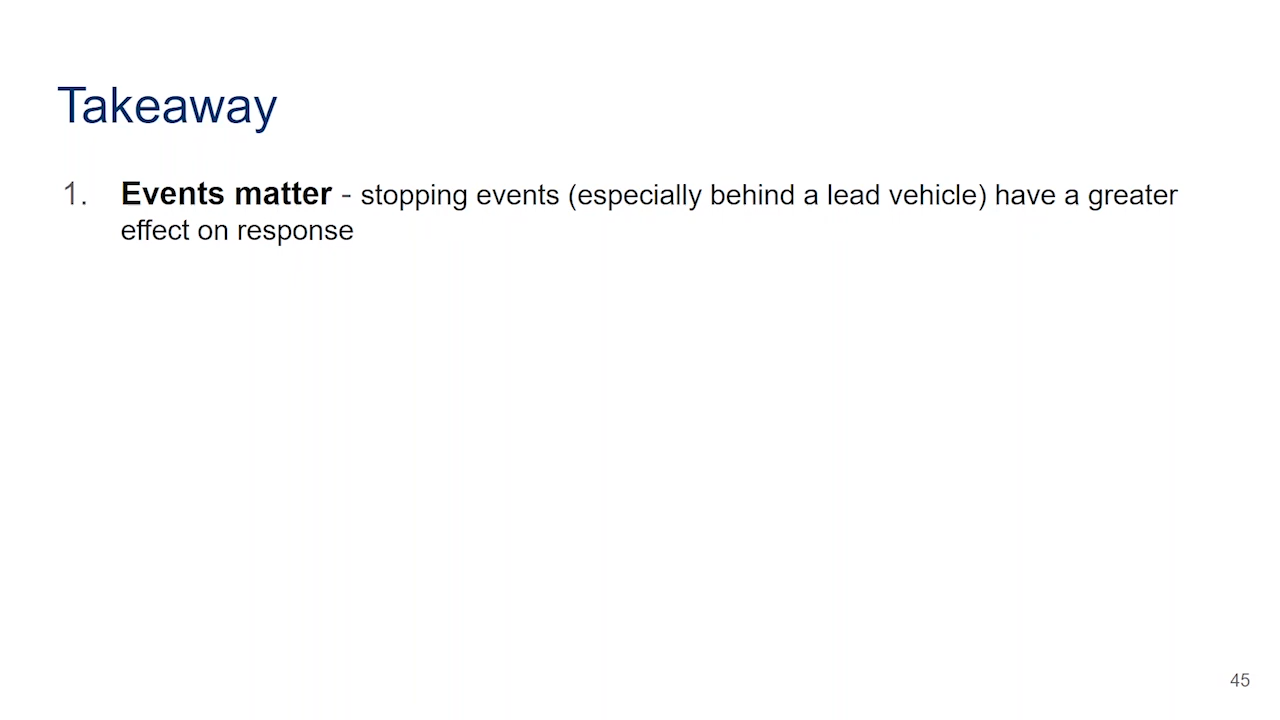 Takeaway
1. Events matter - stopping events (especially behind a lead vehicle) have a greater
effect on response
45